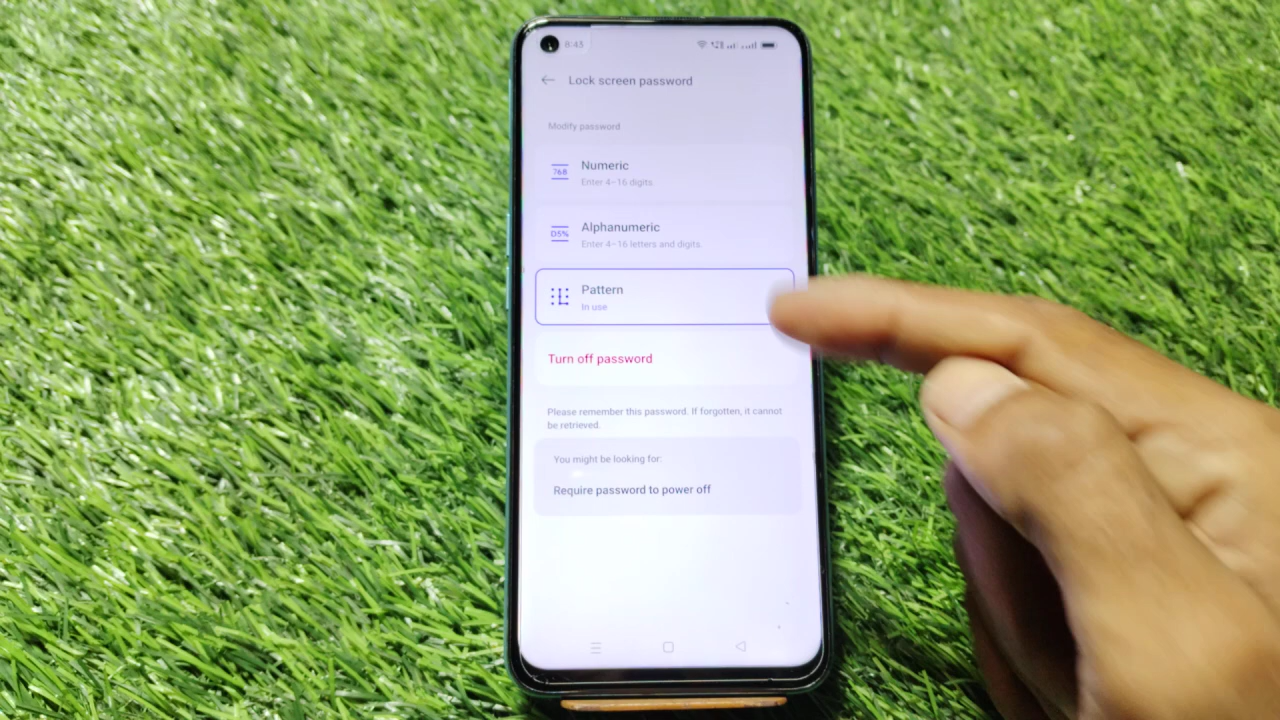 8:43
Lock screen password
Modify password
768
Numeric
Enter 4–16 digits
D5%
Alphanumeric
Enter 4–16 letters and digits.
Pattern
In use
Turn off password
Please remember this password. If forgotten, it cannot
be retrieved.
You might be looking for:
Require password to power off